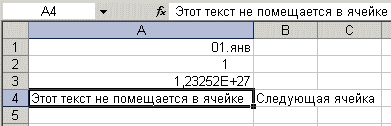 A4 Этот текст не помещается в ячейке
A B C
1 01.янв
2 1
3 1,23252E+27
4 Этот текст не помещается в ячейке Следующая ячейка
5